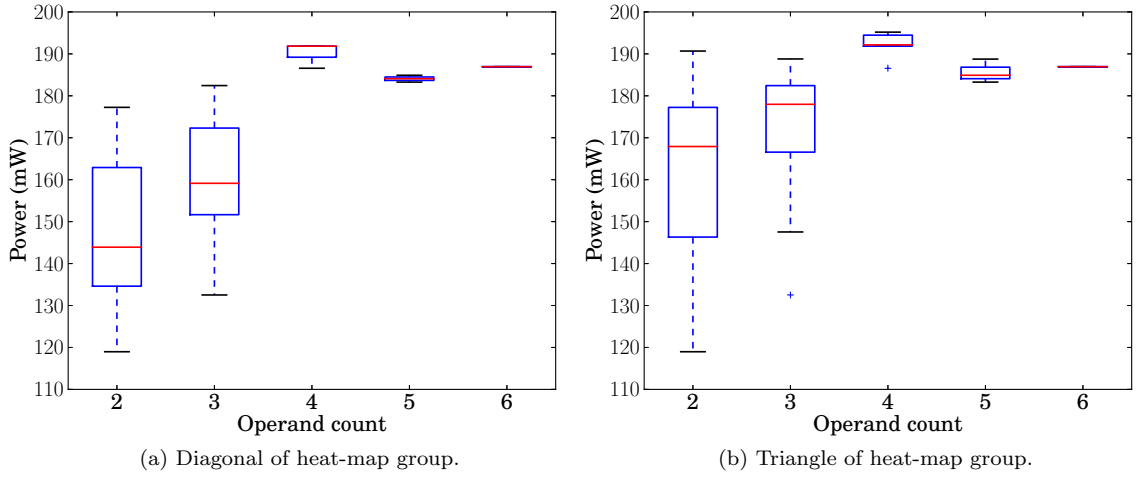 200
190
180
170
160
150
140
130
120
110
Power (mW)
2 3 4 5 6
Operand count
(a) Diagonal of heat-map group.
200
190
180
170
160
150
140
130
120
110
Power (mW)
2 3 4 5 6
Operand count
(b) Triangle of heat-map group.